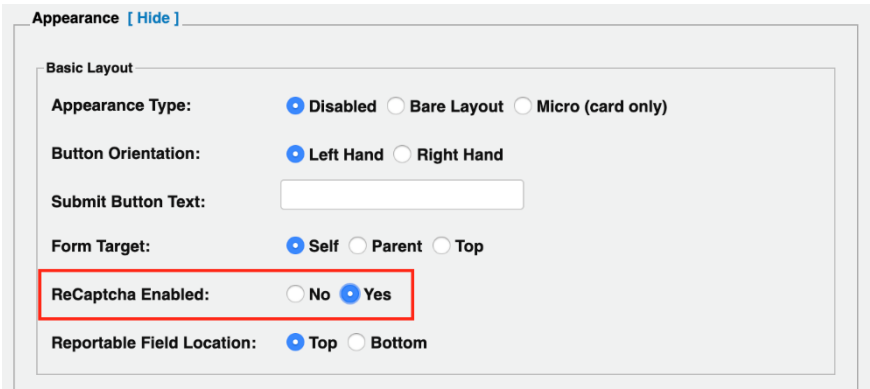 Appearance [ Hide ]
Basic Layout
Appearance Type: Disabled Bare Layout Micro (card only)
Button Orientation: Left Hand Right Hand
Submit Button Text:
Form Target: Self Parent Top
ReCaptcha Enabled: No Yes
Reportable Field Location: Top Bottom